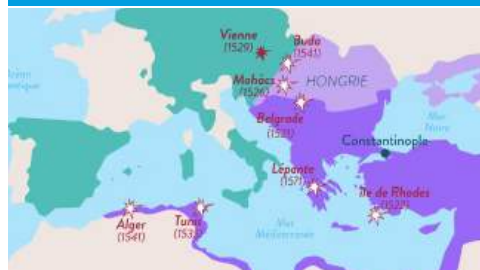 Vienne
(1529)
Buda
(1541)
Mohács
(1526)
HONGRIE
Belgrade
(1521)
Mer
Noire
Constantinople
Lépante
(1571)
Île de Rhodes
(1522)
Alger
(1541)
Tunis
Mer
Méditerranée